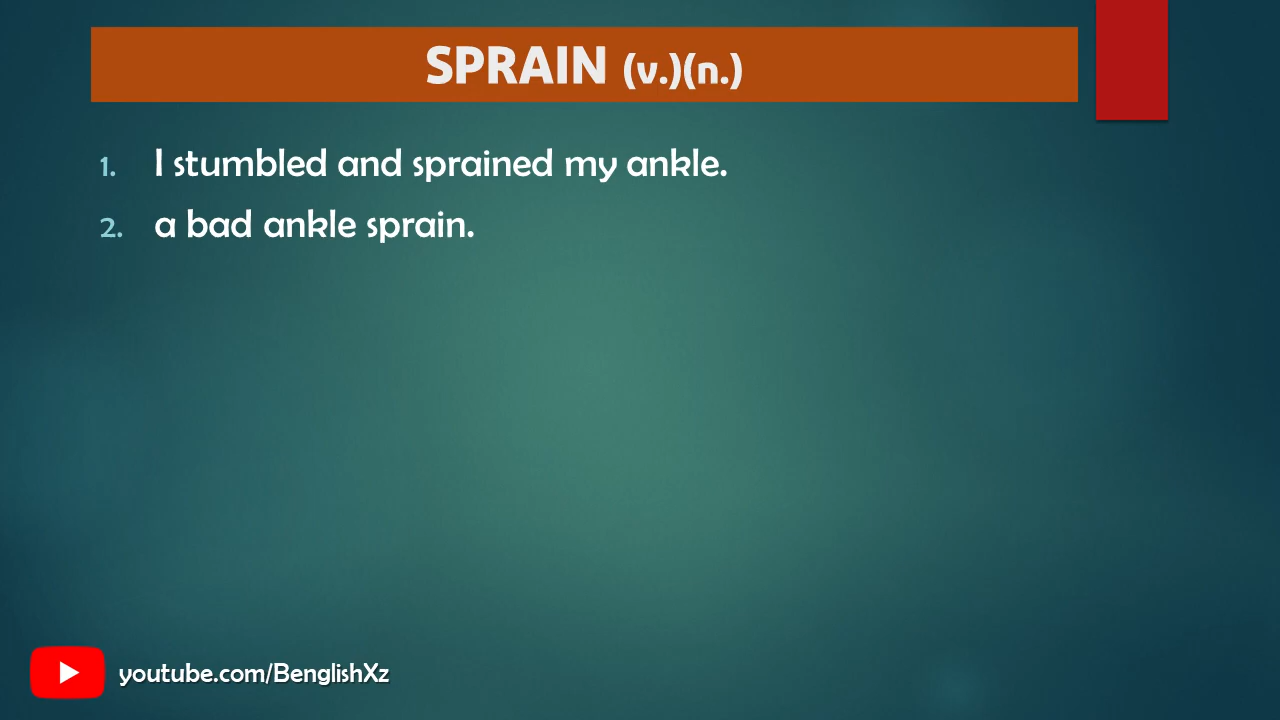 SPRAIN (v.)(n.)
1. I stumbled and sprained my ankle.
2. a bad ankle sprain.
youtube.com/BenglishXz